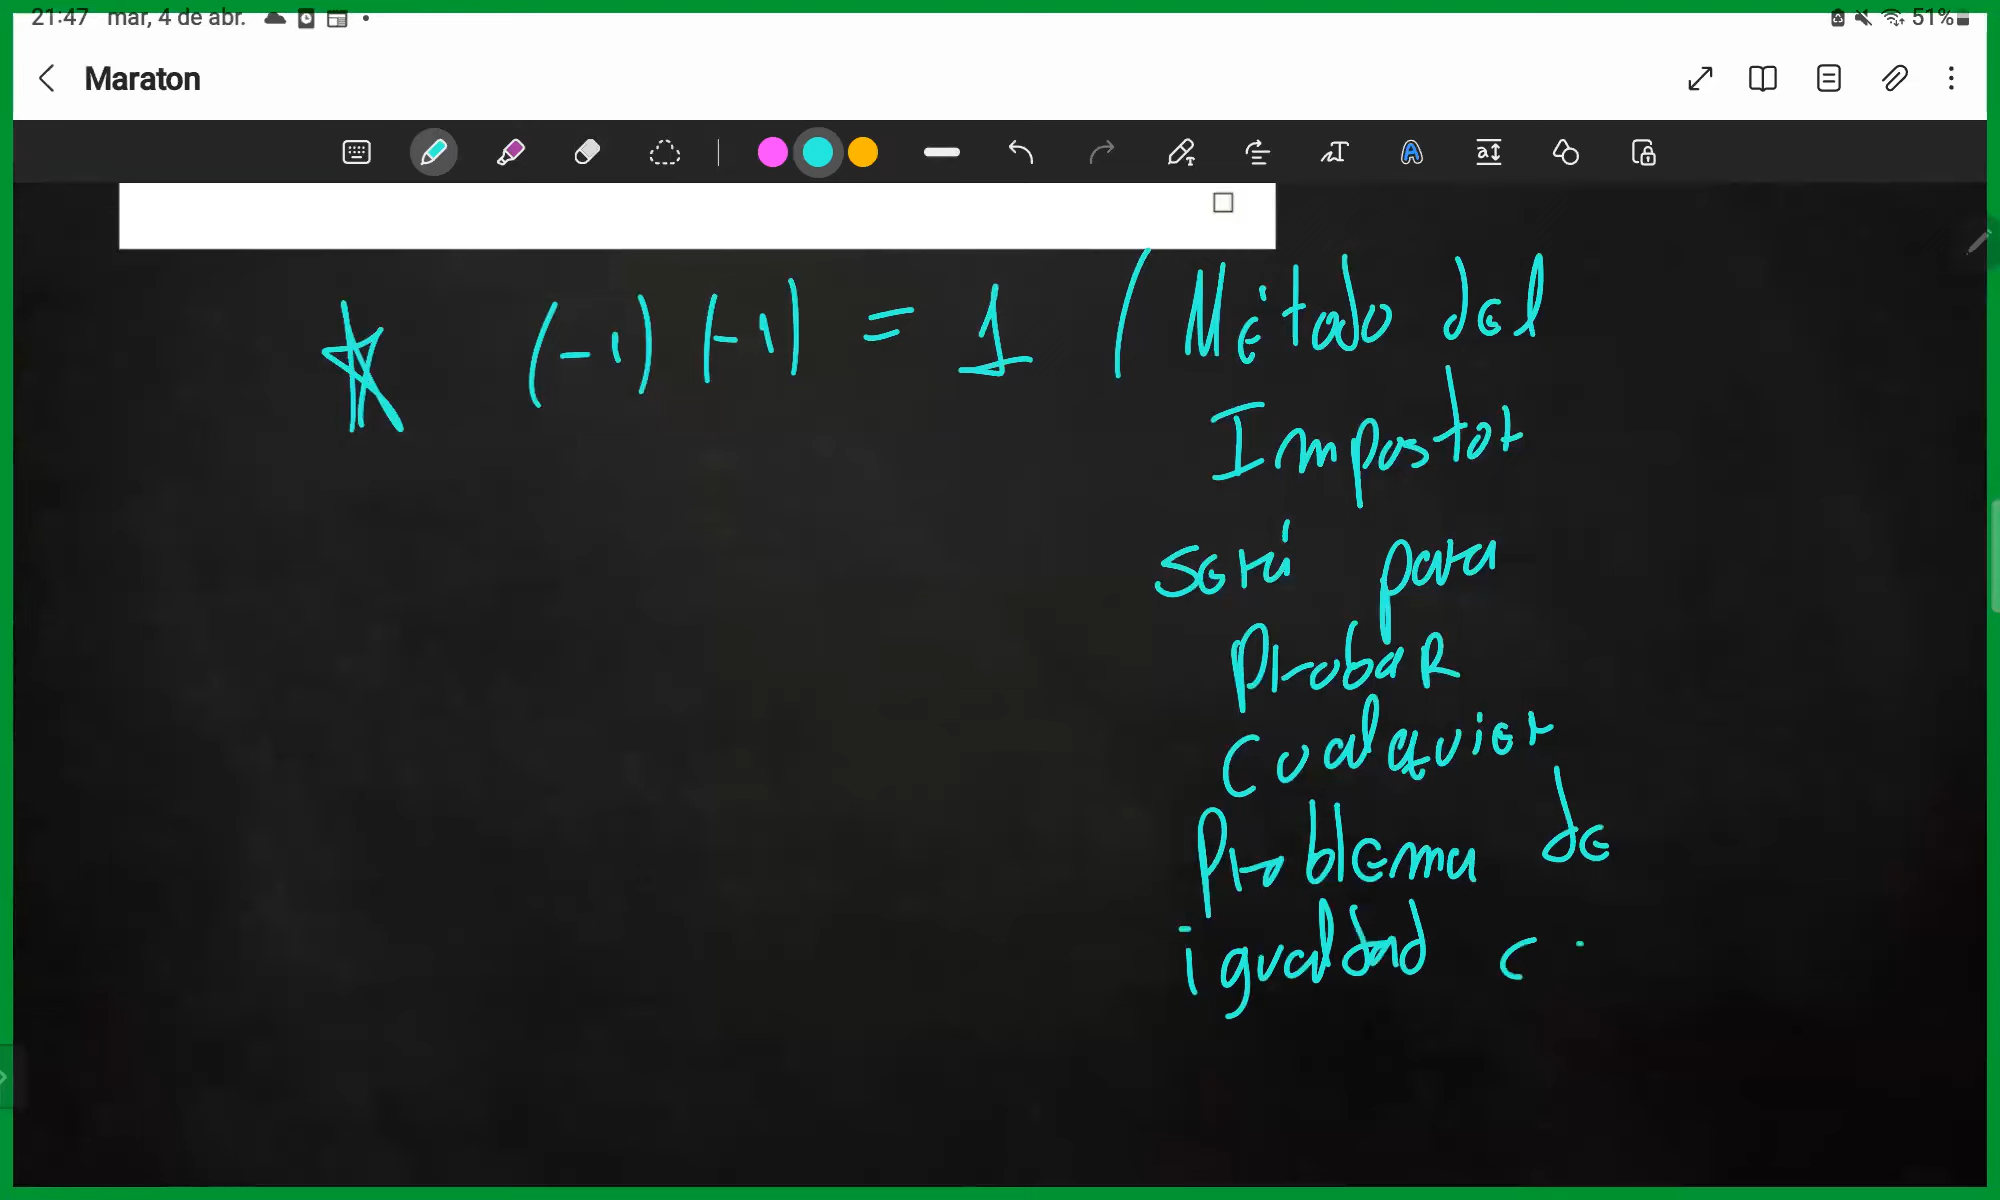 21:47 mar, 4 de abr. 51%
Maraton
(-1) (-1) = 1 ( Método del
Impostor
será para
Probar
Cualquier
Problema de
igualdad